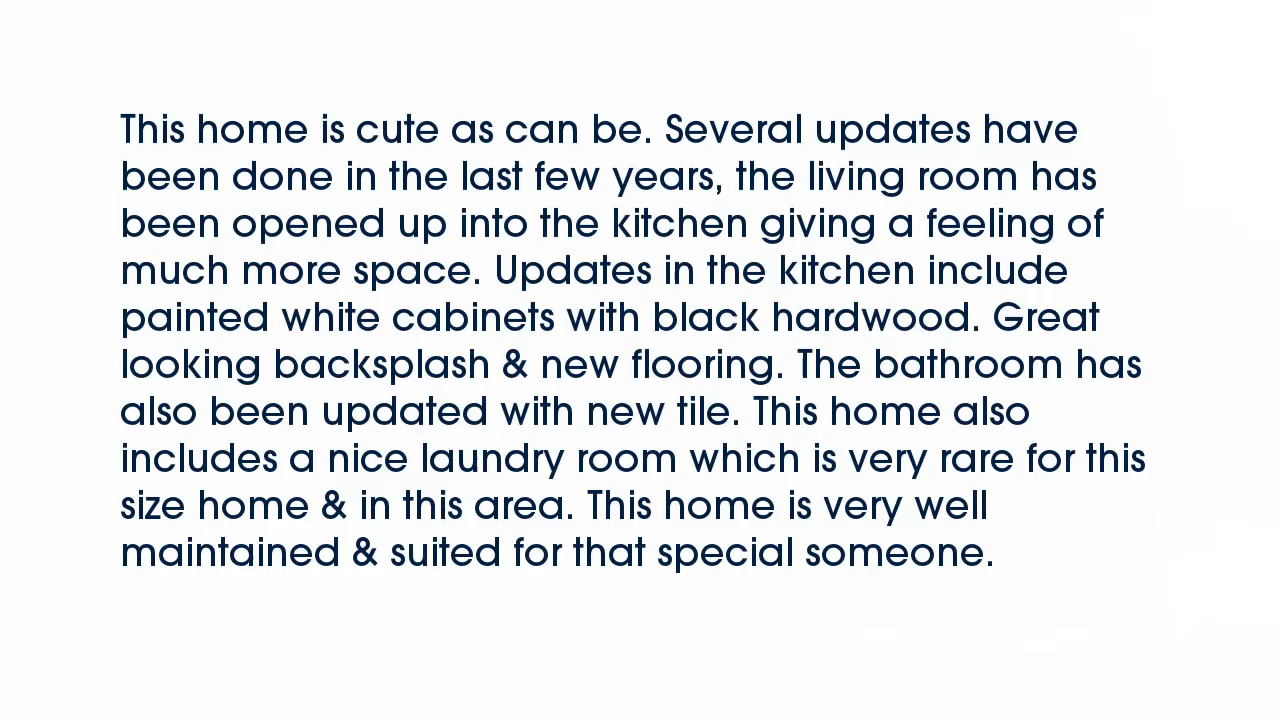 This home is cute as can be. Several updates have
been done in the last few years, the living room has
been opened up into the kitchen giving a feeling of
much more space. Updates in the kitchen include
painted white cabinets with black hardwood. Great
looking backsplash & new flooring. The bathroom has
also been updated with new tile. This home also
includes a nice laundry room which is very rare for this
size home & in this area. This home is very well
maintained & suited for that special someone.